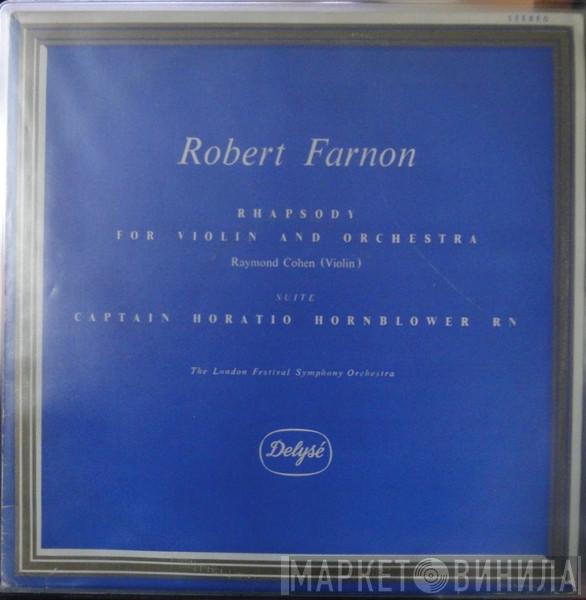 STEREO
Robert Farnon
RHAPSODY
FOR VIOLIN AND ORCHESTRA
Raymond Cohen (Violin)
SUITE
CAPTAIN HORATIO HORNBLOWER RN
The London Festival Symphony Orchestra
Delysé
МАРКЕТ ВИНИЛА